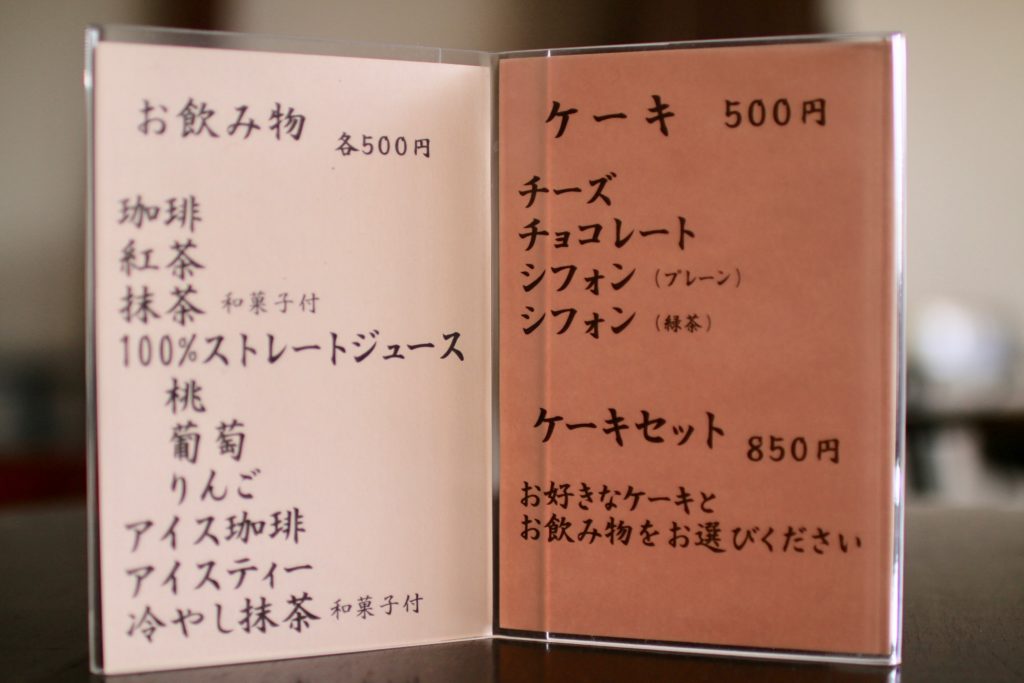 お飲み物 各500円
珈琲
紅茶
抹茶 和菓子付
100%ストレートジュース
桃
葡萄
りんご
アイス珈琲
アイスティー
冷やし抹茶 和菓子付
ケーキ 500円
チーズ
チョコレート
シフォン (プレーン)
シフォン (緑茶)
ケーキセット 850円
お好きなケーキと
お飲み物をお選びください